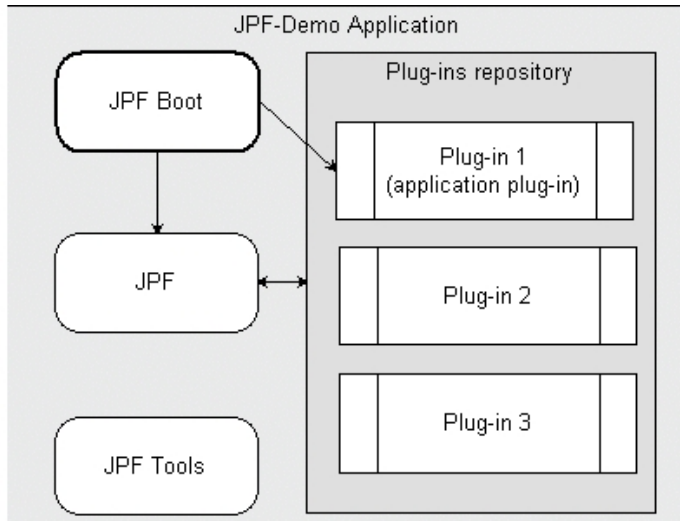 JPF-Demo Application
JPF Boot
JPF
JPF Tools
Plug-ins repository
Plug-in 1
(application plug-in)
Plug-in 2
Plug-in 3